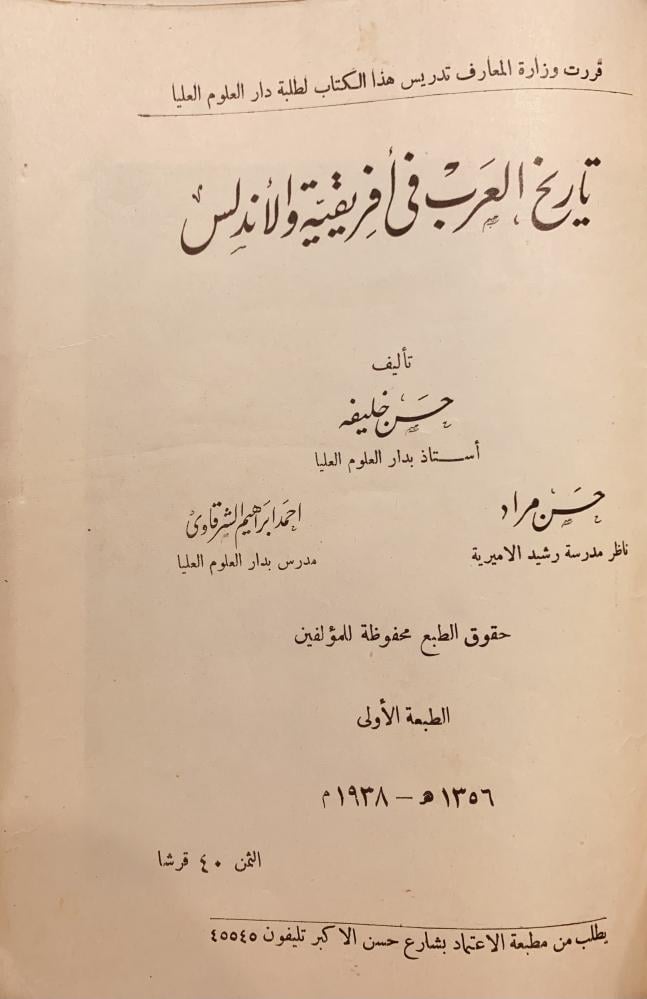 قررت وزارة المعارف تدريس هذا الكتاب لطلبة دار العلوم العليا
تاريخ العرب في أفريقية والأندلس
تأليف
حسن خليفه
أستاذ بدار العلوم العليا
حسن مراد
ناظر مدرسة رشيد الاميرية
احمد ابراهيم الشرقاوى
مدرس بدار العلوم العليا
حقوق الطبع محفوظة للمؤلفين
الطبعة الأولى
١٣٥٦ هـ – ١٩٣٨ م
الثمن ٤٠ قرشا
يطلب من مطبعة الاعتماد بشارع حسن الاكبر تليفون ٤٥٥٤٥